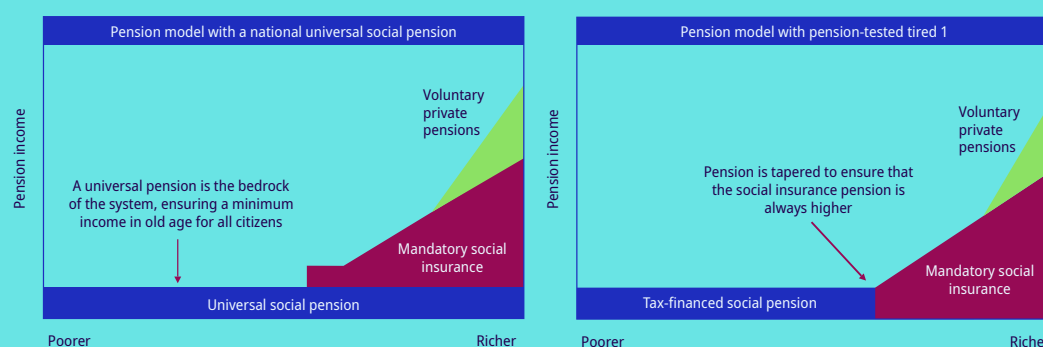 Pension model with a national universal social pension
Pension income
Voluntary
private
pensions
A universal pension is the bedrock
of the system, ensuring a minimum
income in old age for all citizens
Mandatory social
insurance
Universal social pension
Poorer
Richer
Pension model with pension-tested tired 1
Pension income
Voluntary
private
pensions
Pension is tapered to ensure that
the social insurance pension is
always higher
Mandatory social
insurance
Tax-financed social pension
Poorer
Riche